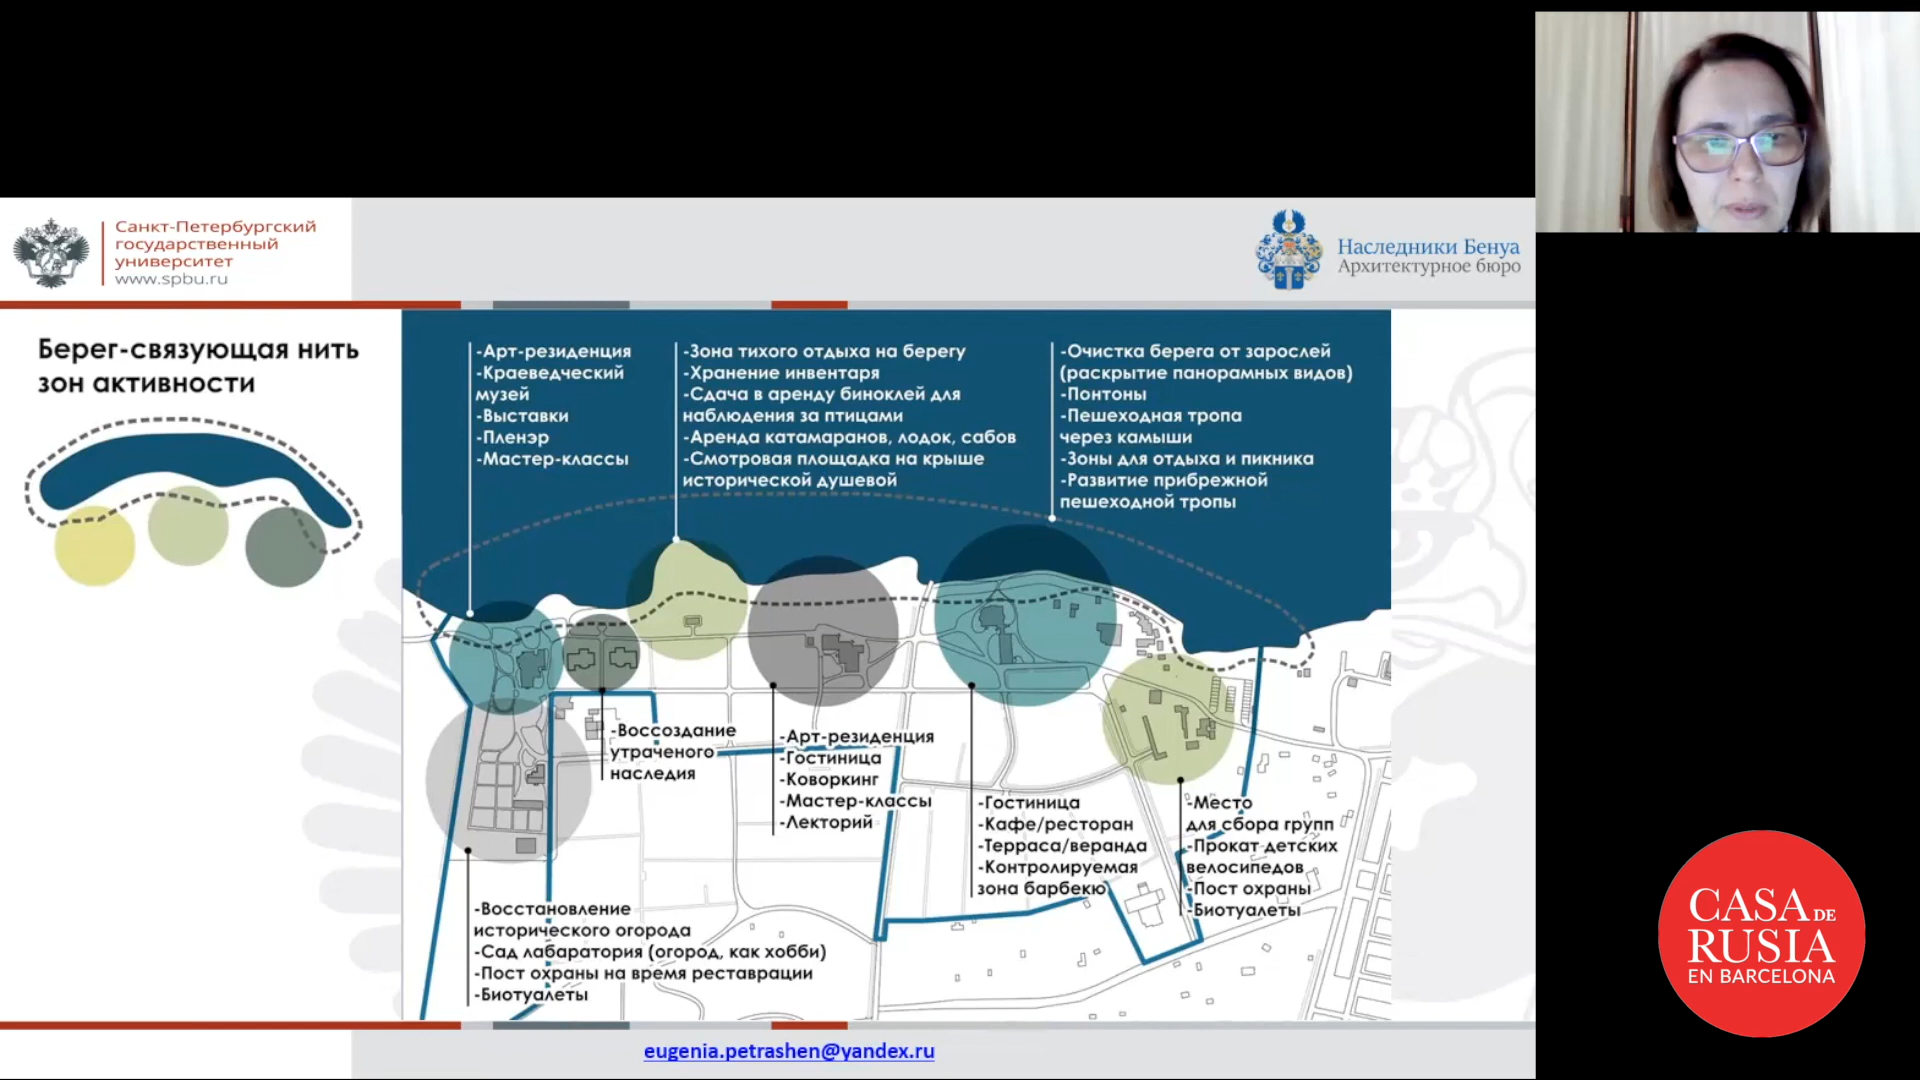 Санкт-Петербургский
государственный
университет
www.spbu.ru
Наследники Бенуа
Архитектурное бюро
Берег-связующая нить
зон активности
-Арт-резиденция
-Краеведческий
музей
-Выставки
-Пленэр
-Мастер-классы
-Зона тихого отдыха на берегу
-Хранение инвентаря
-Сдача в аренду биноклей для
наблюдения за птицами
-Аренда катамаранов, лодок, сабов
-Смотровая площадка на крыше
исторической душевой
-Очистка берега от зарослей
(раскрытие панорамных видов)
-Понтоны
-Пешеходная тропа
через камыши
-Зоны для отдыха и пикника
-Развитие прибрежной
пешеходной тропы
-Воссоздание
утраченого
наследия
-Арт-резиденция
-Гостиница
-Коворкинг
-Мастер-классы
-Лекторий
-Гостиница
-Кафе/ресторан
-Терраса/веранда
-Контролируемая
зона барбекю
-Место
для сбора групп
-Прокат детских
велосипедов
-Пост охраны
-Биотуалеты
-Восстановление
исторического огорода
-Сад лабаратория (огород, как хобби)
-Пост охраны на время реставрации
-Биотуалеты
eugenia.petrashen@yandex.ru
CASA DE
RUSIA
EN BARCELONA